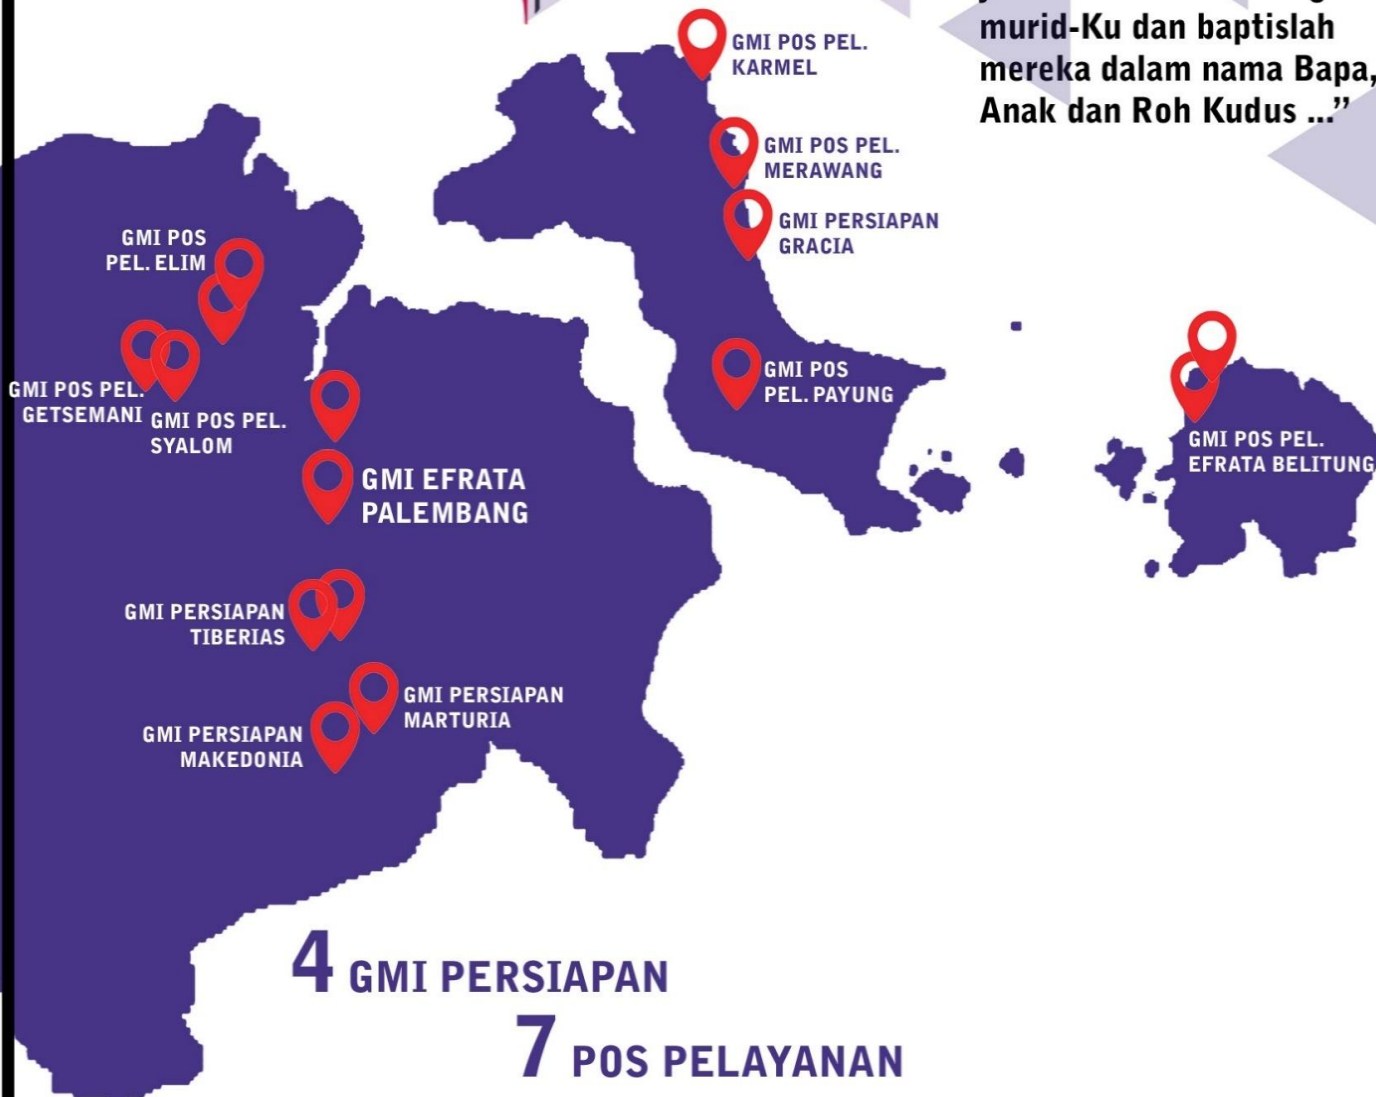 murid-Ku dan baptislah
mereka dalam nama Bapa,
Anak dan Roh Kudus ...”
GMI POS PEL.
KARMEL
GMI POS PEL.
MERAWANG
GMI PERSIAPAN
GRACIA
GMI POS
PEL. ELIM
GMI POS PEL.
GETSEMANI
GMI POS PEL.
SYALOM
GMI POS
PEL. PAYUNG
GMI POS PEL.
EFRATA BELITUNG
GMI EFRATA
PALEMBANG
GMI PERSIAPAN
TIBERIAS
GMI PERSIAPAN
MARTURIA
GMI PERSIAPAN
MAKEDONIA
4 GMI PERSIAPAN
7 POS PELAYANAN